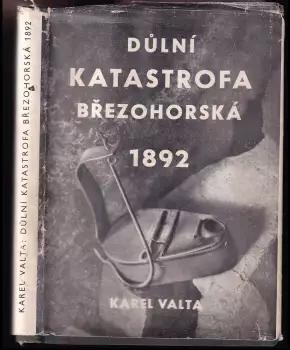 KAREL VALTA: DŮLNÍ KATASTROFA BŘEZOHORSKÁ 1892
DŮLNÍ
KATASTROFA
BŘEZOHORSKÁ
1892
KAREL VALTA